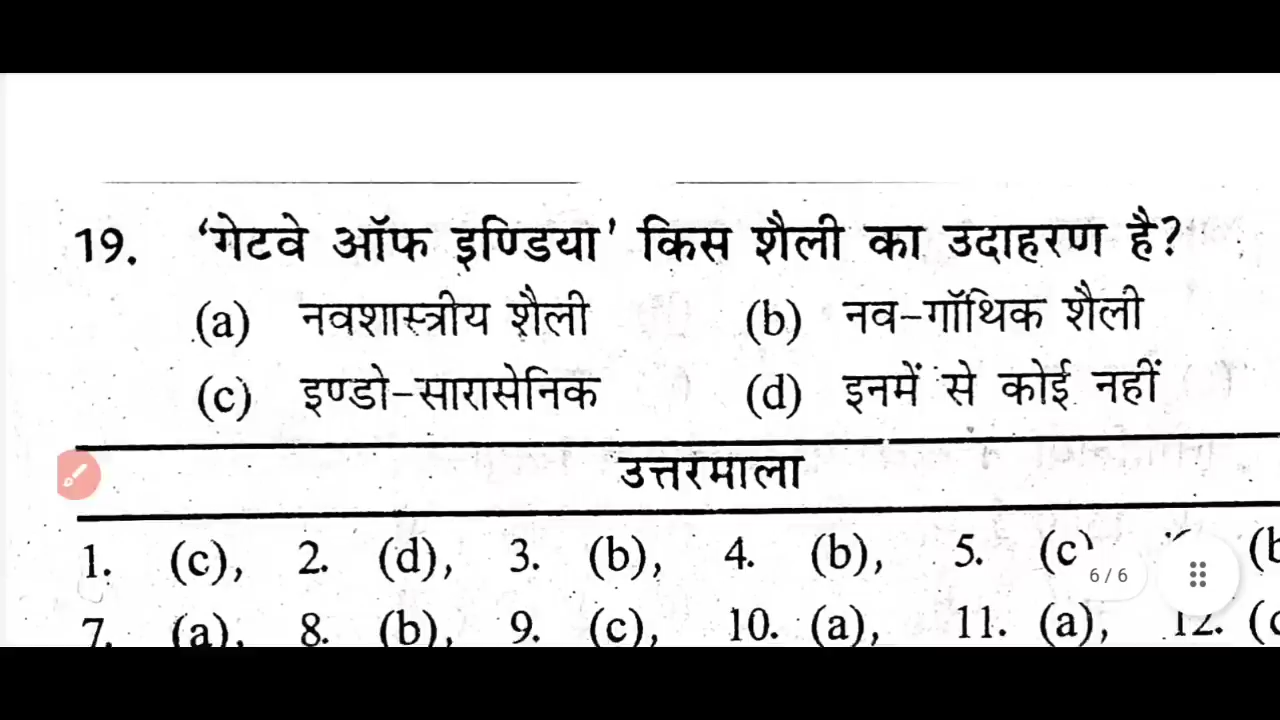 19. ‘गेटवे ऑफ इण्डिया’ किस शैली का उदाहरण है?
(a) नवशास्त्रीय शैली (b) नव-गॉथिक शैली
(c) इण्डो-सारासेनिक (d) इनमें से कोई नहीं
उत्तरमाला
1. (c), 2. (d), 3. (b), 4. (b), 5. (c)
6/6
7. (a), 8. (b), 9. (c), 10. (a), 11. (a), 12.